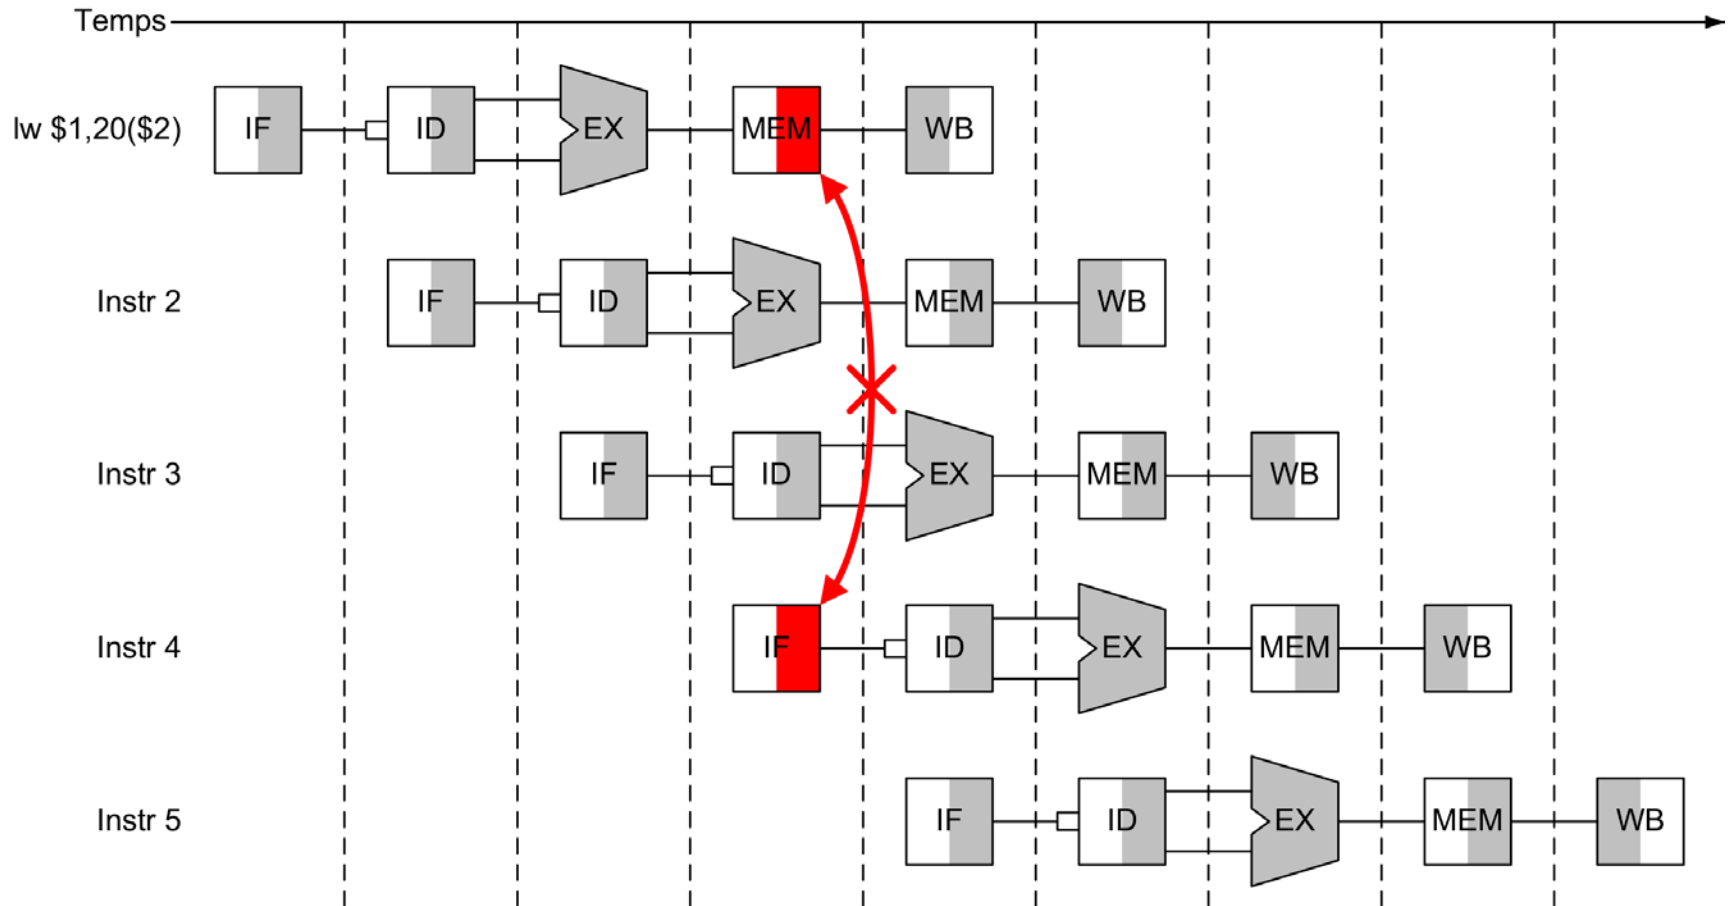 Temps
lw $1,20($2) IF ID EX MEM WB
Instr 2 IF ID EX MEM WB
Instr 3 IF ID EX MEM WB
Instr 4 IF ID EX MEM WB
Instr 5 IF ID EX MEM WB